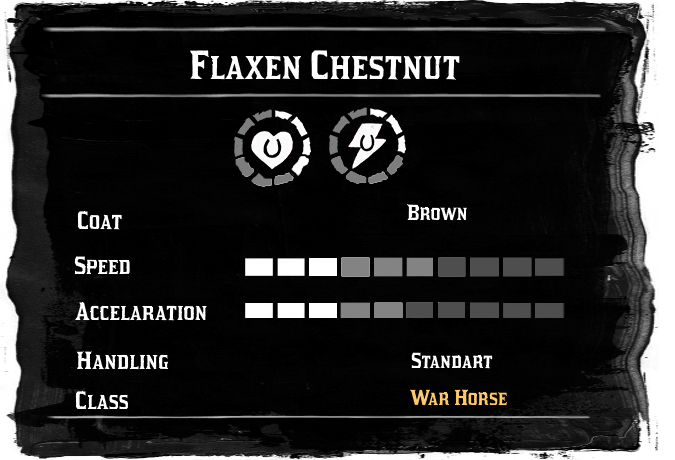 Flaxen Chestnut
Coat Brown
Speed
Accelaration
Handling Standart
Class War Horse